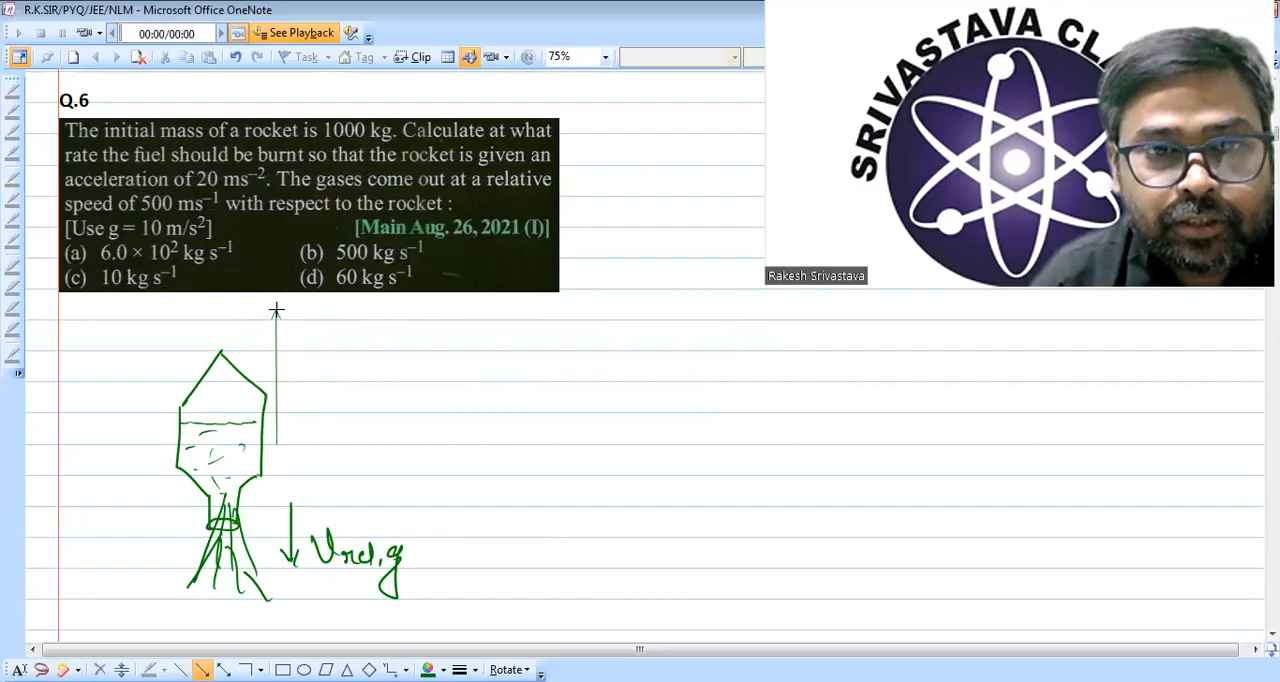 R.K.SIR/PYQ/JEE/NLM - Microsoft Office OneNote
00:00/00:00 See Playback
Task Tag Clip 75%
SRIVASTAVA CL
Q.6
The initial mass of a rocket is 1000 kg. Calculate at what
rate the fuel should be burnt so that the rocket is given an
acceleration of 20 ms⁻². The gases come out at a relative
speed of 500 ms⁻¹ with respect to the rocket :
[Use g = 10 m/s²] [Main Aug. 26, 2021 (I)]
(a) 6.0 × 10² kg s⁻¹ (b) 500 kg s⁻¹
(c) 10 kg s⁻¹ (d) 60 kg s⁻¹
Rakesh Srivastava
Vrel,g
Rotate